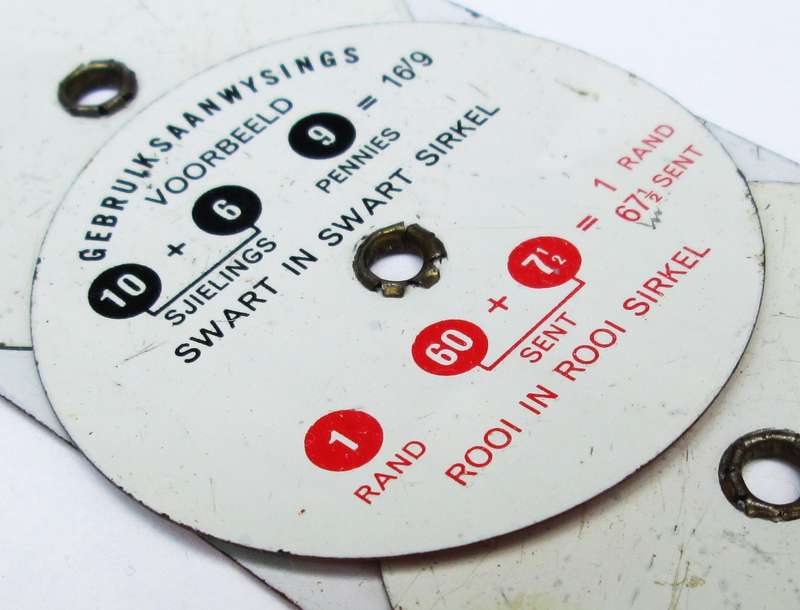 GEBRUIKSAANWYSINGS
VOORBEELD
10 + 6 9 = 16/9
SJIELINGS PENNIES
SWART IN SWART SIRKEL
1 60 + 7½ = 1 RAND
67½ SENT
RAND SENT
ROOI IN ROOI SIRKEL